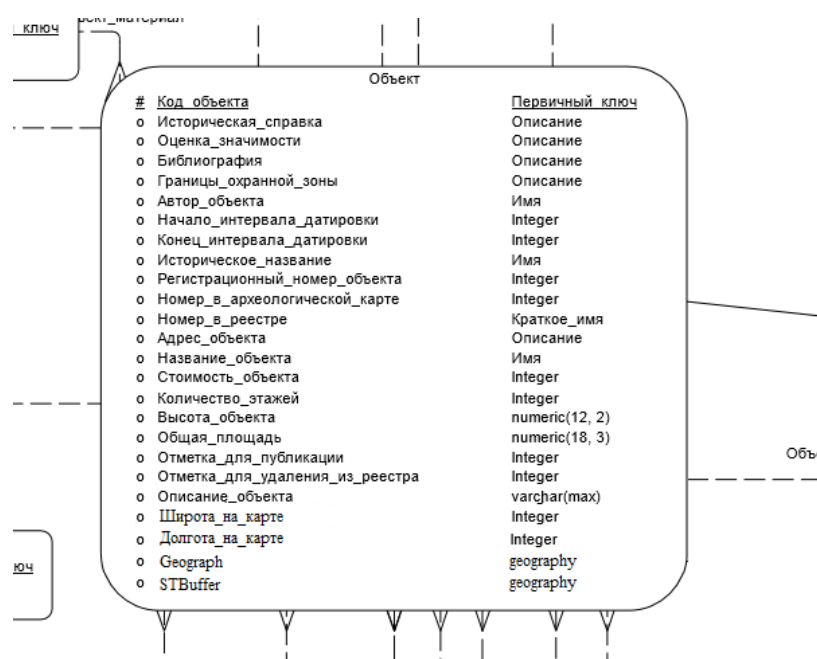 ект_материал
ключ
Объект
# Код_объекта Первичный_ключ
o Историческая_справка Описание
o Оценка_значимости Описание
o Библиография Описание
o Границы_охранной_зоны Описание
o Автор_объекта Имя
o Начало_интервала_датировки Integer
o Конец_интервала_датировки Integer
o Историческое_название Имя
o Регистрационный_номер_объекта Integer
o Номер_в_археологической_карте Integer
o Номер_в_реестре Краткое_имя
o Адрес_объекта Описание
o Название_объекта Имя
o Стоимость_объекта Integer
o Количество_этажей Integer
o Высота_объекта numeric(12, 2)
o Общая_площадь numeric(18, 3)
Объ
o Отметка_для_публикации Integer
o Отметка_для_удаления_из_реестра Integer
o Описание_объекта varchar(max)
o Широта_на_карте Integer
o Долгота_на_карте Integer
o Geograph geography
юч
o STBuffer geography